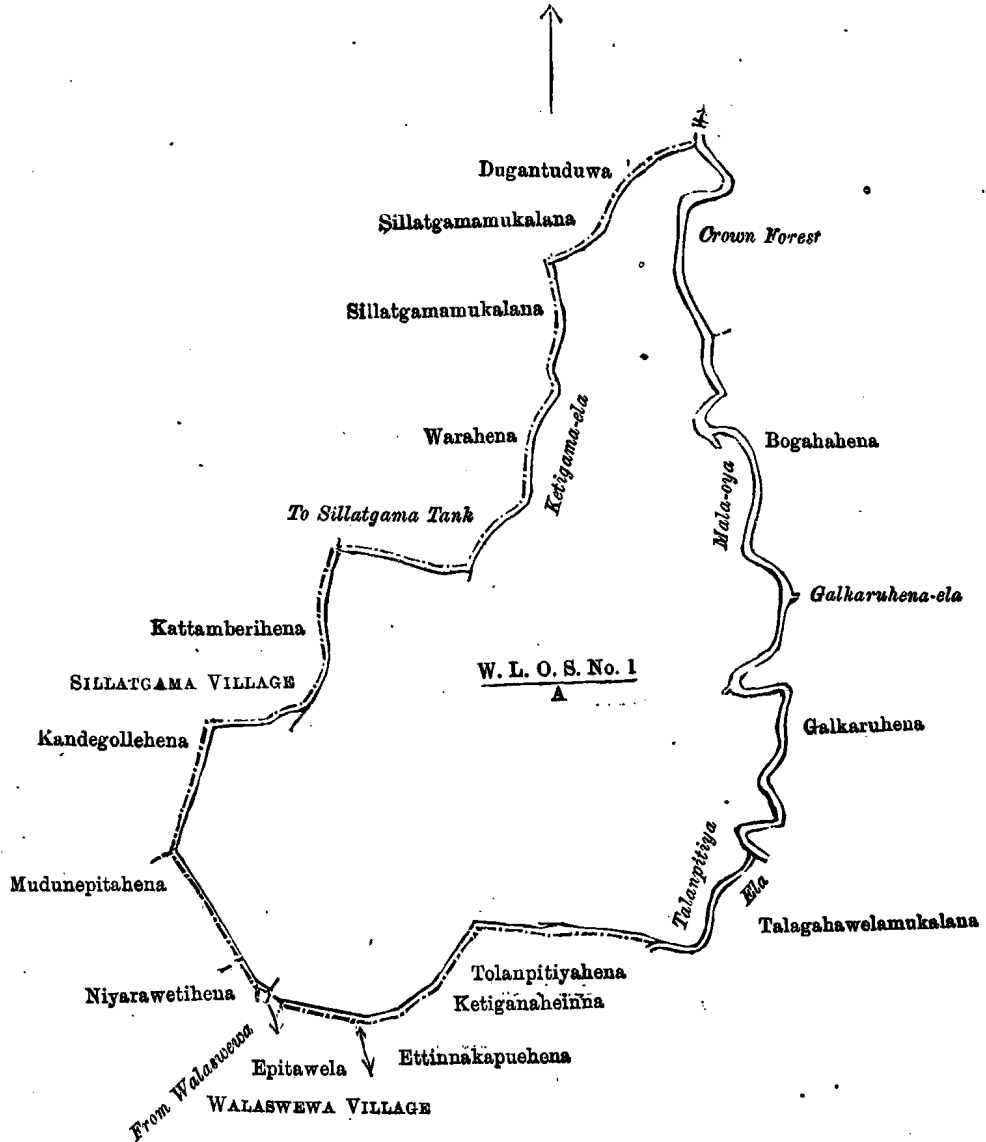 Dugantuduwa
Sillatgamamukalana
Crown Forest
Sillatgamamukalana
Ketigama-ela
Warahena
Bogahahena
Mala-oya
To Sillatgama Tank
Galkaruhena-ela
Kattamberihena
W. L. O. S. No. 1
A
SILLATGAMA VILLAGE
Kandegollehena
Galkaruhena
Talanpitiya
Ela
Mudunepitahena
Talagahawelamukalana
Tolanpitiyahena
Niyarawetihena
Ketiganaheinna
Ettinnakapuehena
Epitawela
From Walaswewa
WALASWEWA VILLAGE